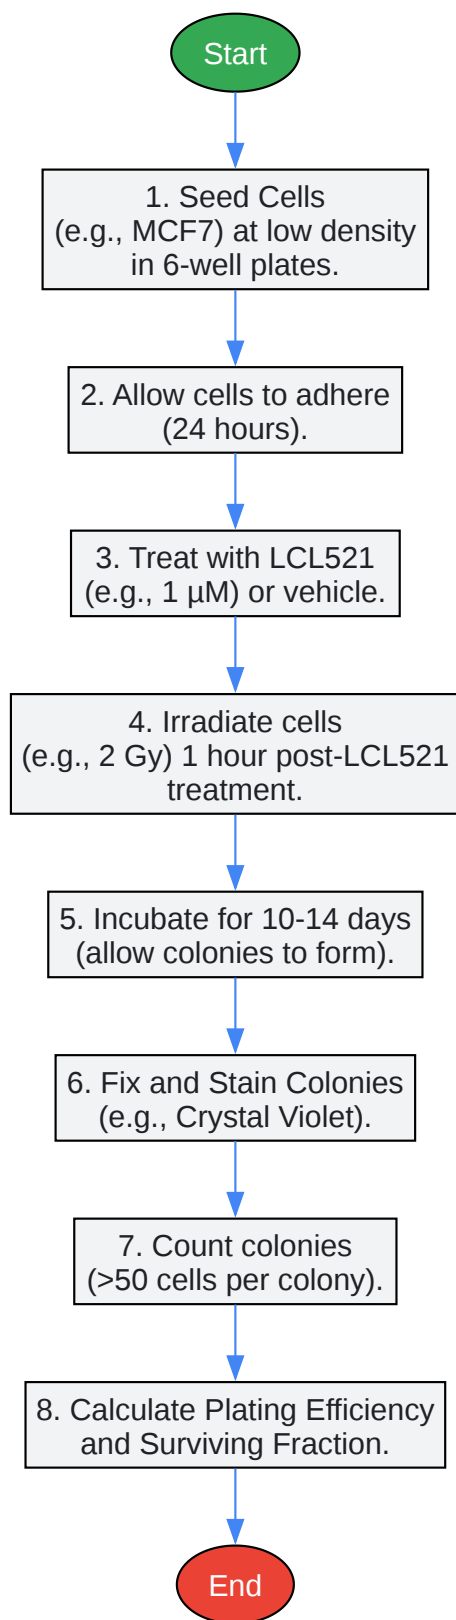 Start
1. Seed Cells
(e.g., MCF7) at low density
in 6-well plates.
2. Allow cells to adhere
(24 hours).
3. Treat with LCL521
(e.g., 1 µM) or vehicle.
4. Irradiate cells
(e.g., 2 Gy) 1 hour post-LCL521
treatment.
5. Incubate for 10-14 days
(allow colonies to form).
6. Fix and Stain Colonies
(e.g., Crystal Violet).
7. Count colonies
(>50 cells per colony).
8. Calculate Plating Efficiency
and Surviving Fraction.
End